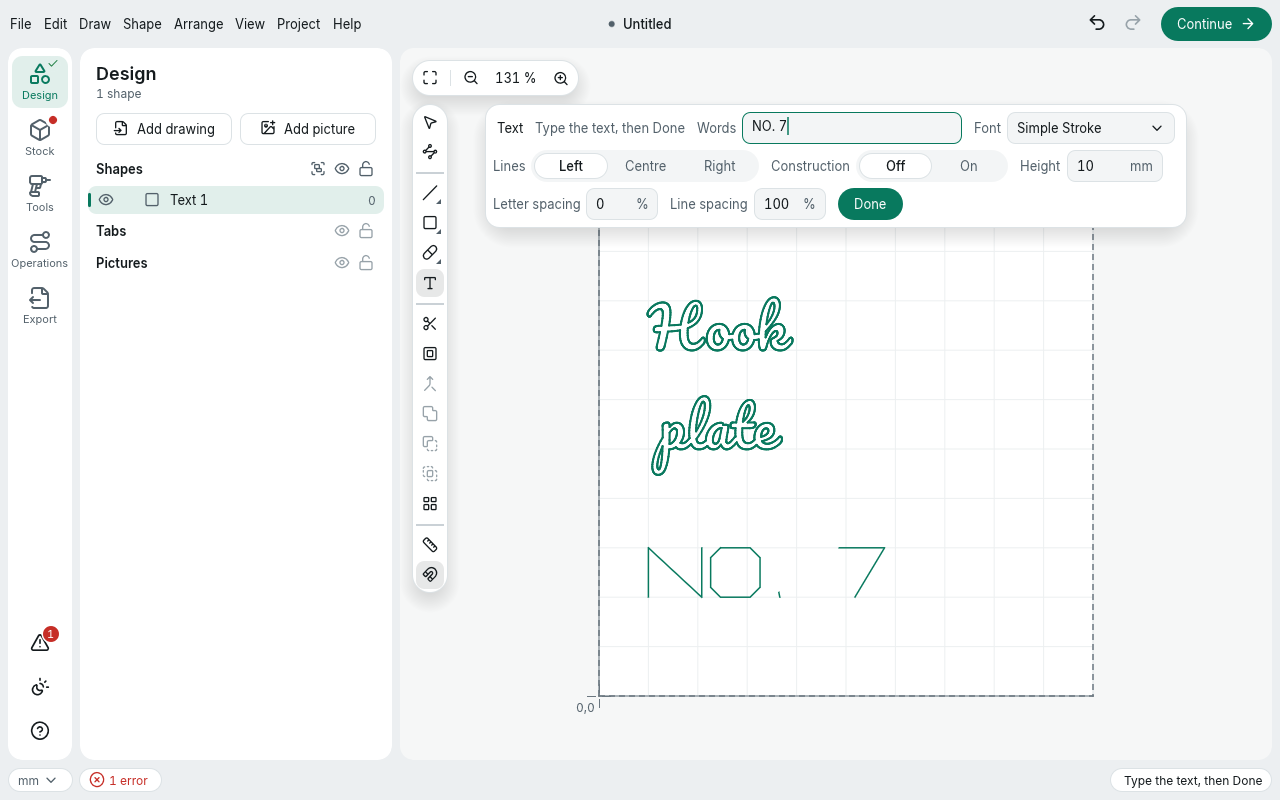 File Edit Draw Shape Arrange View Project Help
Untitled
Continue
Design
Stock
Tools
Operations
Export
1
Design
1 shape
Add drawing
Add picture
Shapes
Text 1
0
Tabs
Pictures
131 %
Text
Type the text, then Done
Words
NO. 7
Font
Simple Stroke
Lines
Left
Centre
Right
Construction
Off
On
Height
10
mm
Letter spacing
0
%
Line spacing
100
%
Done
Hook
plate
NO. 7
0,0
mm
1 error
Type the text, then Done